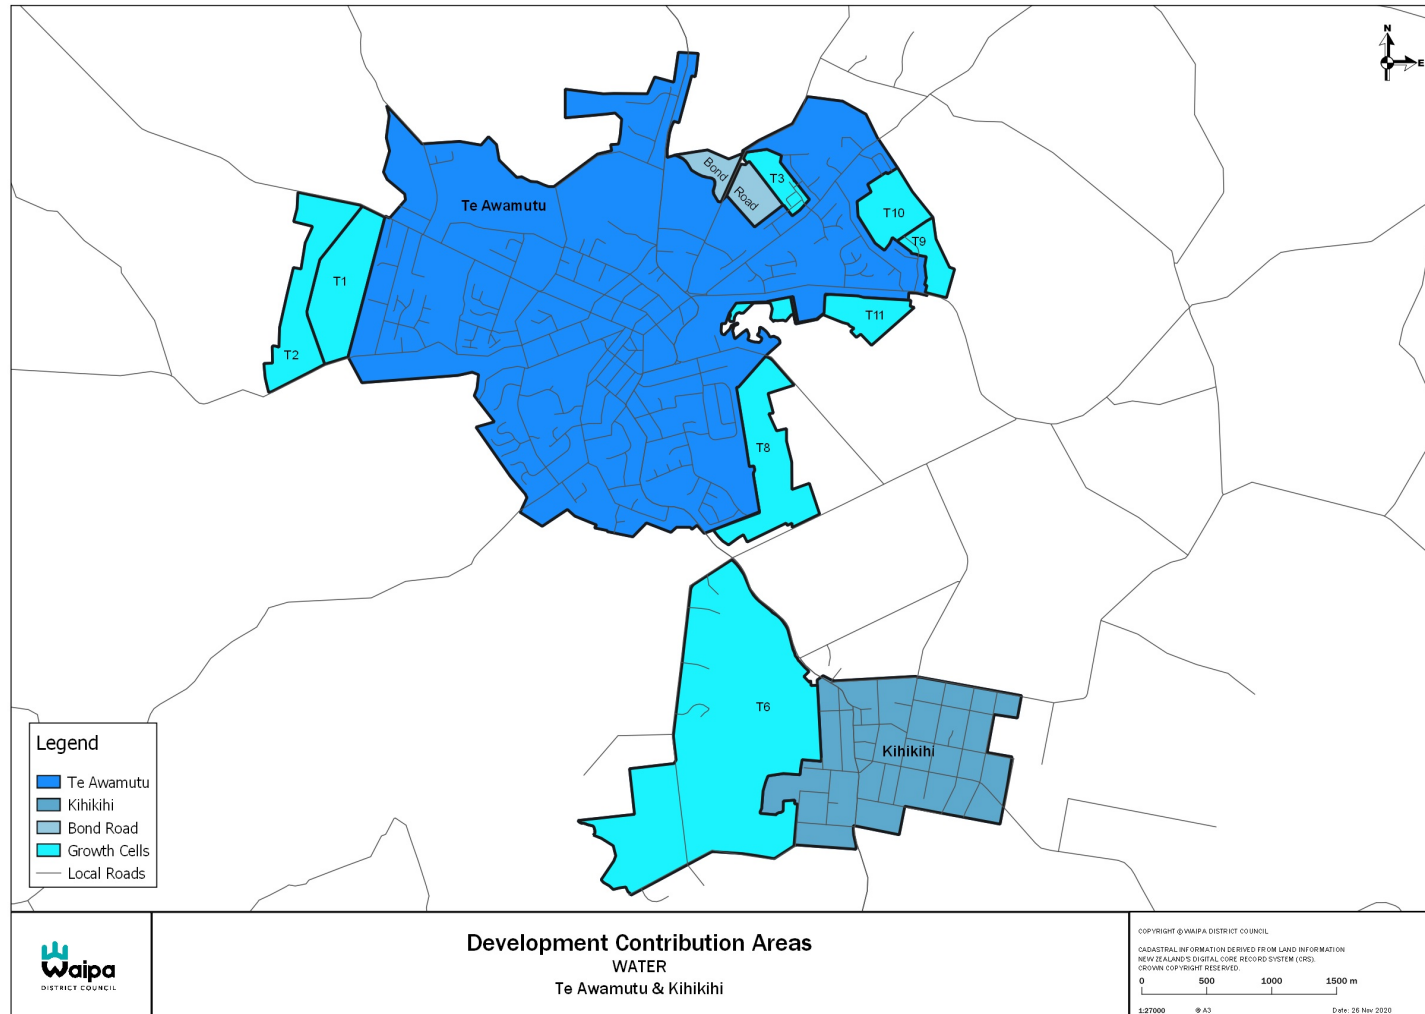 N
E
Bond
Road
T3
Te Awamutu
T10
T9
T1
T11
T2
T8
T6
Kihikihi
Legend
Te Awamutu
Kihikihi
Bond Road
Growth Cells
Local Roads
Waipa
DISTRICT COUNCIL
Development Contribution Areas
WATER
Te Awamutu & Kihikihi
COPYRIGHT @ WAIPA DISTRICT COUNCIL
CADASTRAL INFORMATION DERIVED FROM LAND INFORMATION
NEW ZEALAND'S DIGITAL CORE RECORD SYSTEM (CRS).
CROWN COPYRIGHT RESERVED.
0 500 1000 1500 m
1:27000 @ A3 Date: 26 Nov 2020